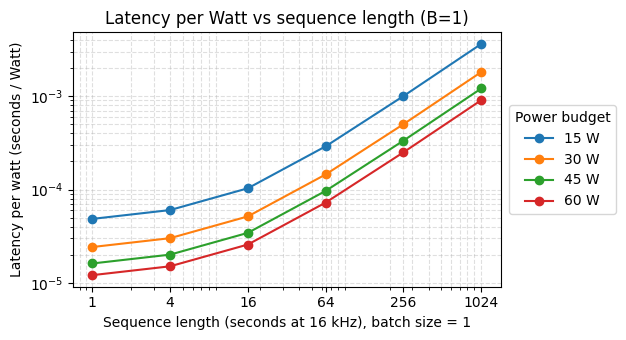 Latency per Watt vs sequence length (B=1)
Latency per watt (seconds / Watt)
10⁻³
10⁻⁴
10⁻⁵
1 4 16 64 256 1024
Sequence length (seconds at 16 kHz), batch size = 1
Power budget
15 W
30 W
45 W
60 W